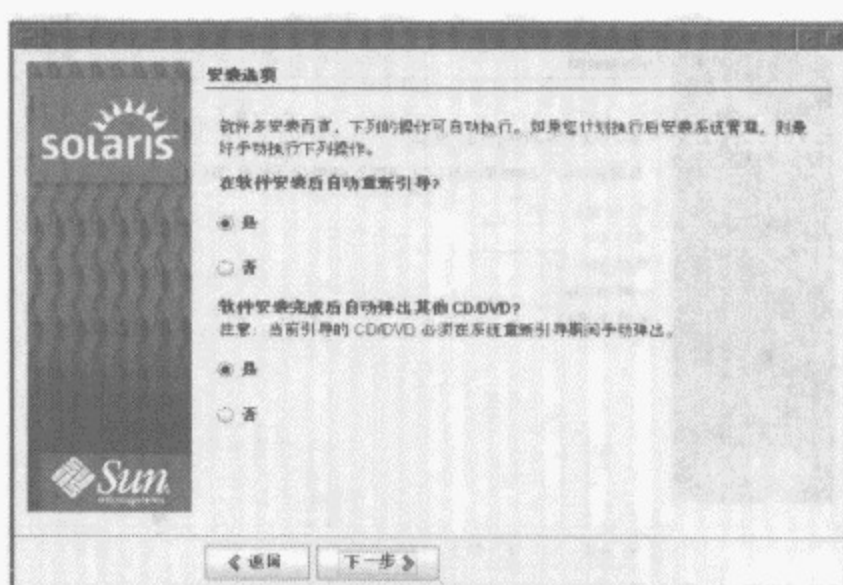 安装选项
solaris
软件安装而言，下列的操作可自动执行。如果您计划执行后安装系统管理，则最
好手动执行下列操作。
在软件安装后自动重新引导?
是
否
软件安装完成后自动弹出其他 CD/DVD?
注意: 当前引导的 CD/DVD 必须在系统重新引导期间手动弹出。
是
否
Sun
microsystems
返回
下一步